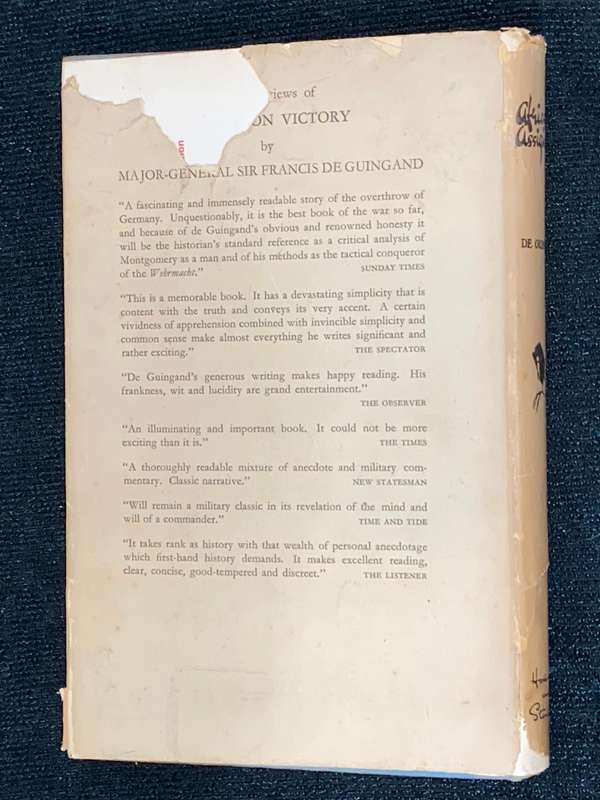 iews of
ON VICTORY
by
MAJOR-GENERAL SIR FRANCIS DE GUINGAND
"A fascinating and immensely readable story of the overthrow of
Germany. Unquestionably, it is the best book of the war so far,
and because of de Guingand's obvious and renowned honesty it
will be the historian's standard reference as a critical analysis of
Montgomery as a man and of his methods as the tactical conqueror
of the Wehrmacht." SUNDAY TIMES
"This is a memorable book. It has a devastating simplicity that is
content with the truth and conveys its very accent. A certain
vividness of apprehension combined with invincible simplicity and
common sense make almost everything he writes significant and
rather exciting." THE SPECTATOR
"De Guingand's generous writing makes happy reading. His
frankness, wit and lucidity are grand entertainment."
THE OBSERVER
"An illuminating and important book. It could not be more
exciting than it is." THE TIMES
"A thoroughly readable mixture of anecdote and military com-
mentary. Classic narrative." NEW STATESMAN
"Will remain a military classic in its revelation of the mind and
will of a commander." TIME AND TIDE
"It takes rank as history with that wealth of personal anecdotage
which first-hand history demands. It makes excellent reading,
clear, concise, good-tempered and discreet." THE LISTENER
Afric
Assig
DE GUIN